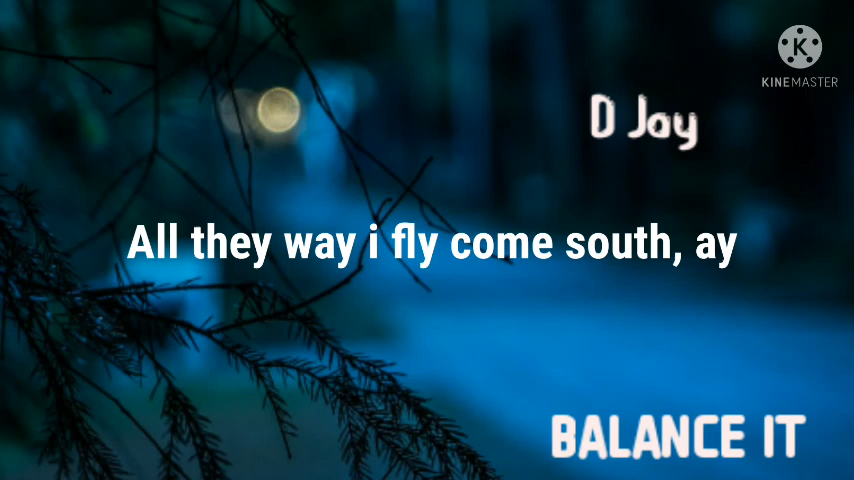 K
KINEMASTER
D Jay
All they way i fly come south, ay
BALANCE IT